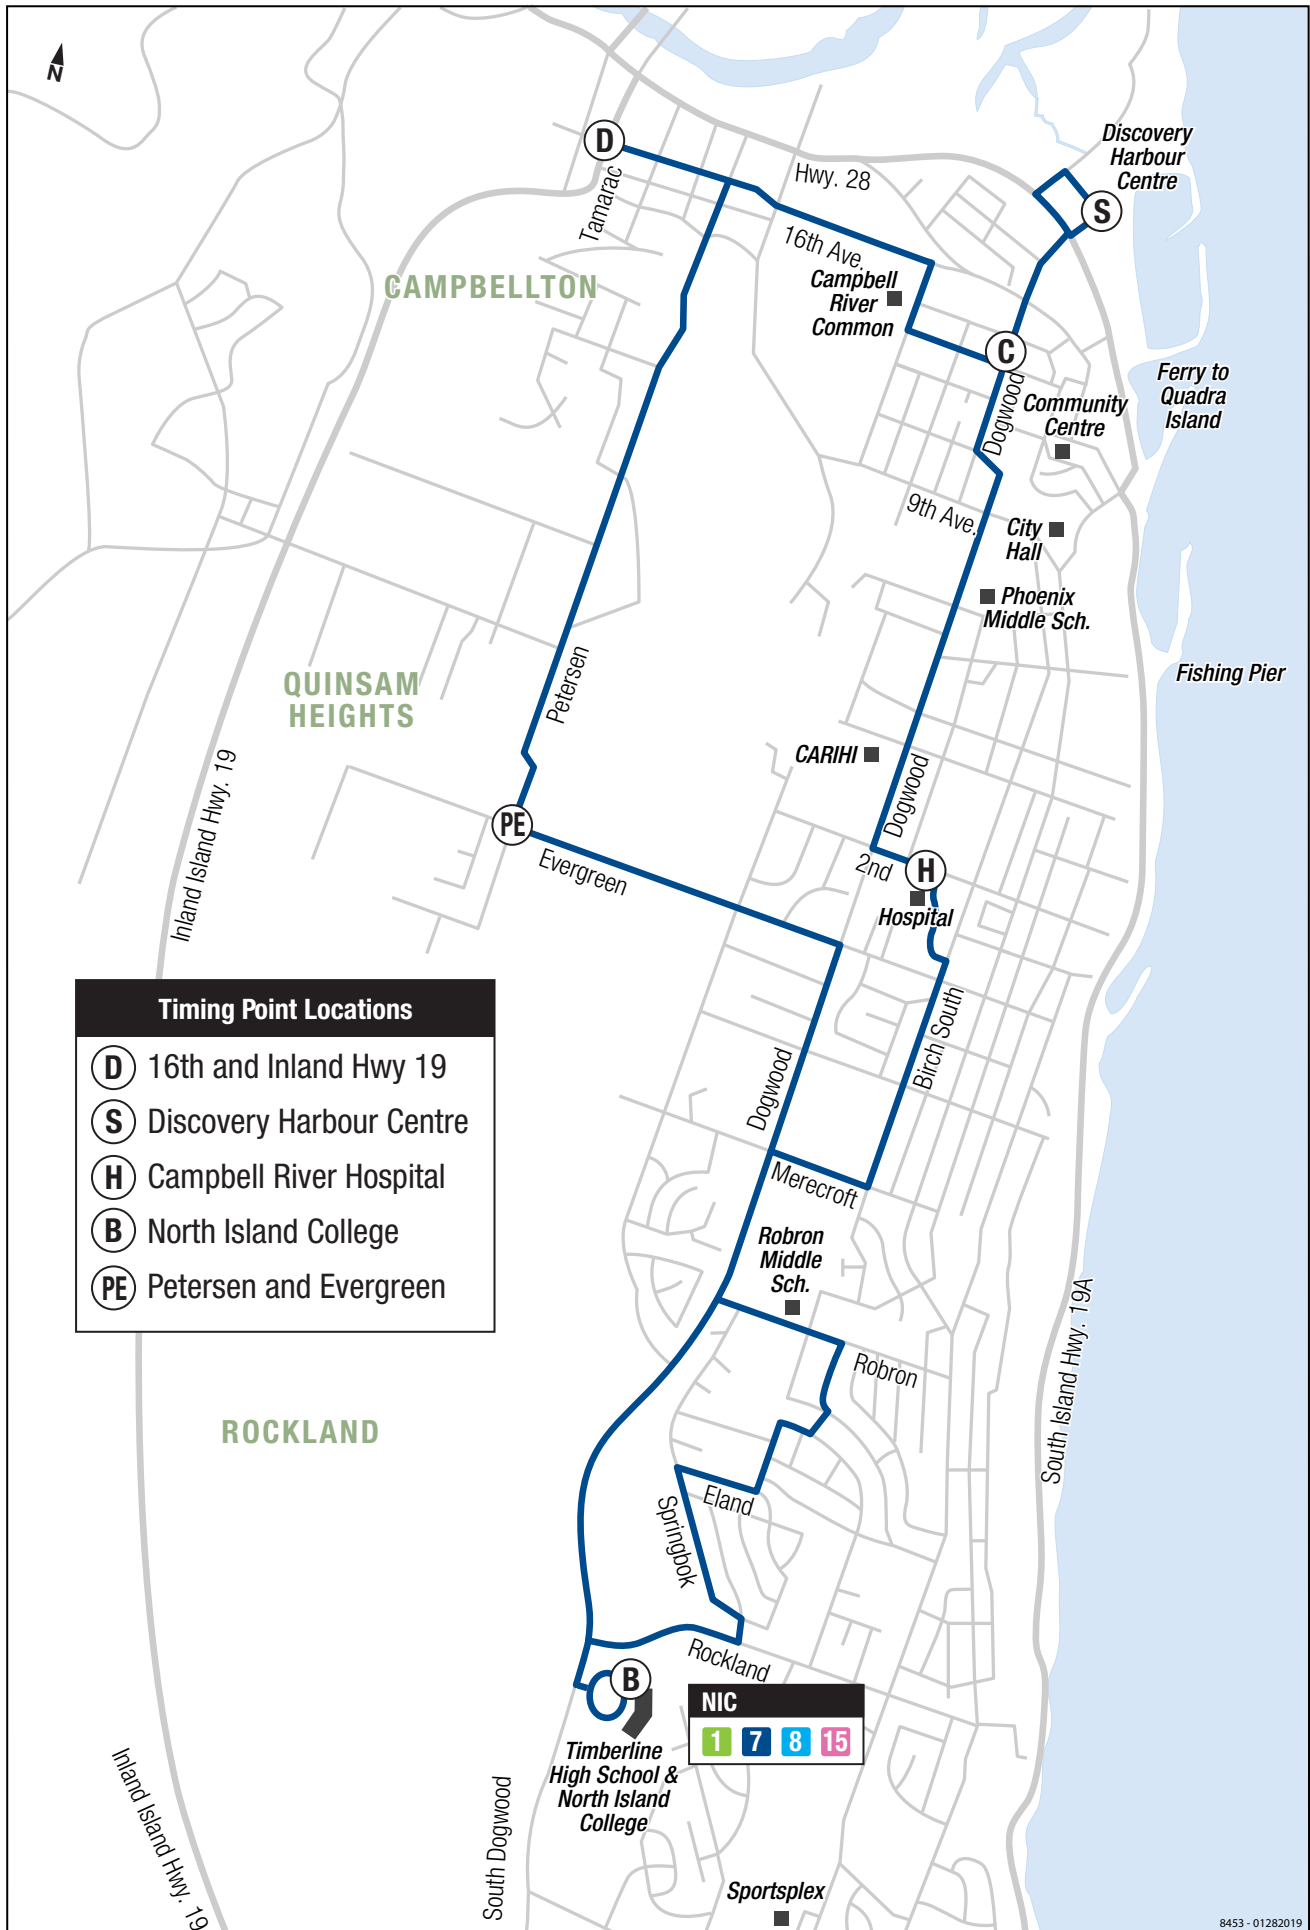 N
Discovery
Harbour
Centre
D
Hwy. 28
S
Tamarac
16th Ave.
CAMPBELLTON
Campbell
River
Common
C
Ferry to
Quadra
Island
Dogwood
Community
Centre
9th Ave.
City
Hall
Phoenix
Middle Sch.
Petersen
Fishing Pier
QUINSAM
HEIGHTS
Inland Island Hwy. 19
CARIHI
Dogwood
PE
Evergreen
2nd
H
Hospital
Birch South
Dogwood
Timing Point Locations
D 16th and Inland Hwy 19
S Discovery Harbour Centre
H Campbell River Hospital
B North Island College
PE Petersen and Evergreen
Merecroft
Robron
Middle
Sch.
Robron
South Island Hwy. 19A
ROCKLAND
Eland
Springbok
Rockland
B
NIC
1 7 8 15
Timberline
High School &
North Island
College
Inland Island Hwy. 19
South Dogwood
Sportsplex
8453 - 01282019